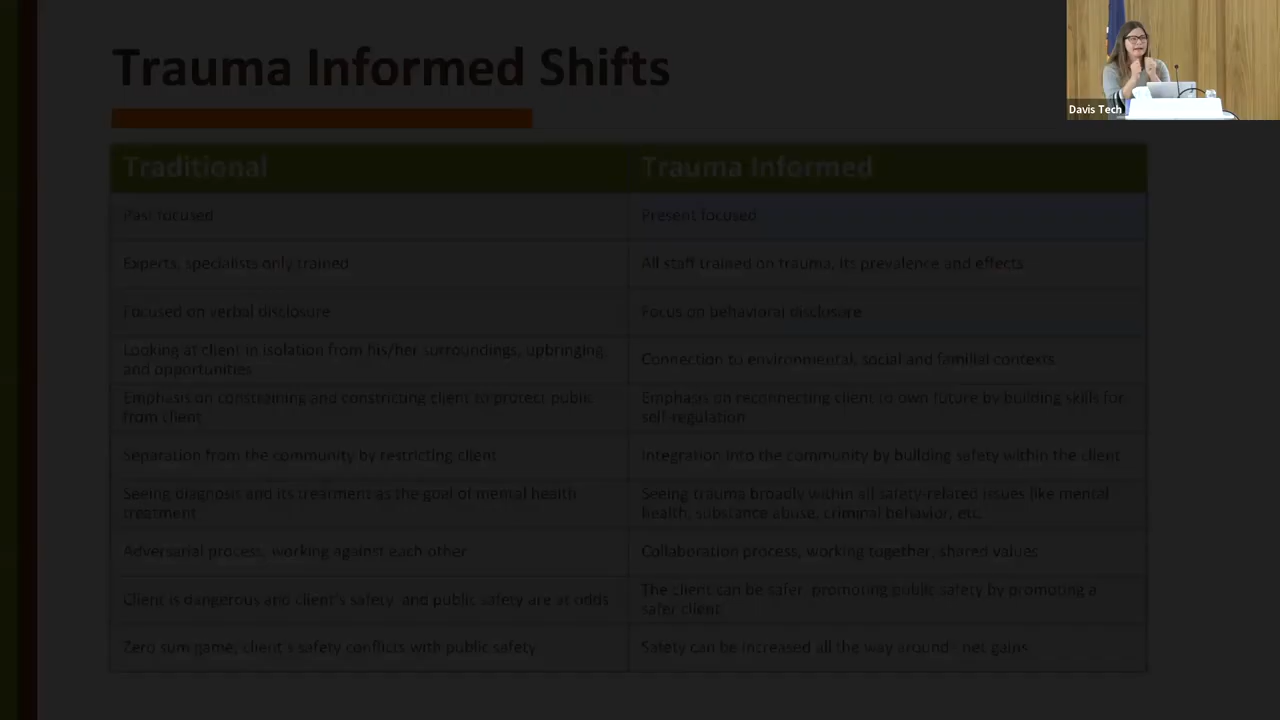 Trauma Informed Shifts
Davis Tech
Traditional
Trauma Informed
Past focused
Present focused
Experts, specialists only trained
All staff trained on trauma, its prevalence and effects
Focused on verbal disclosure
Focus on behavioral disclosure
Looking at client in isolation from his/her surroundings, upbringing
and opportunities
Connection to environmental, social and familial contexts
Emphasis on constraining and constricting client to protect public
from client
Emphasis on reconnecting client to own future by building skills for
self-regulation
Separation from the community by restricting client
Integration into the community by building safety within the client
Seeing diagnosis and its treatment as the goal of mental health
treatment
Seeing trauma broadly within all safety-related issues like mental
health, substance abuse, criminal behavior, etc.
Adversarial process, working against each other
Collaboration process, working together, shared values
Client is dangerous and client's safety and public safety are at odds
The client can be safer promoting public safety by promoting a
safer client
Zero sum game, client's safety conflicts with public safety
Safety can be increased all the way around- net gains